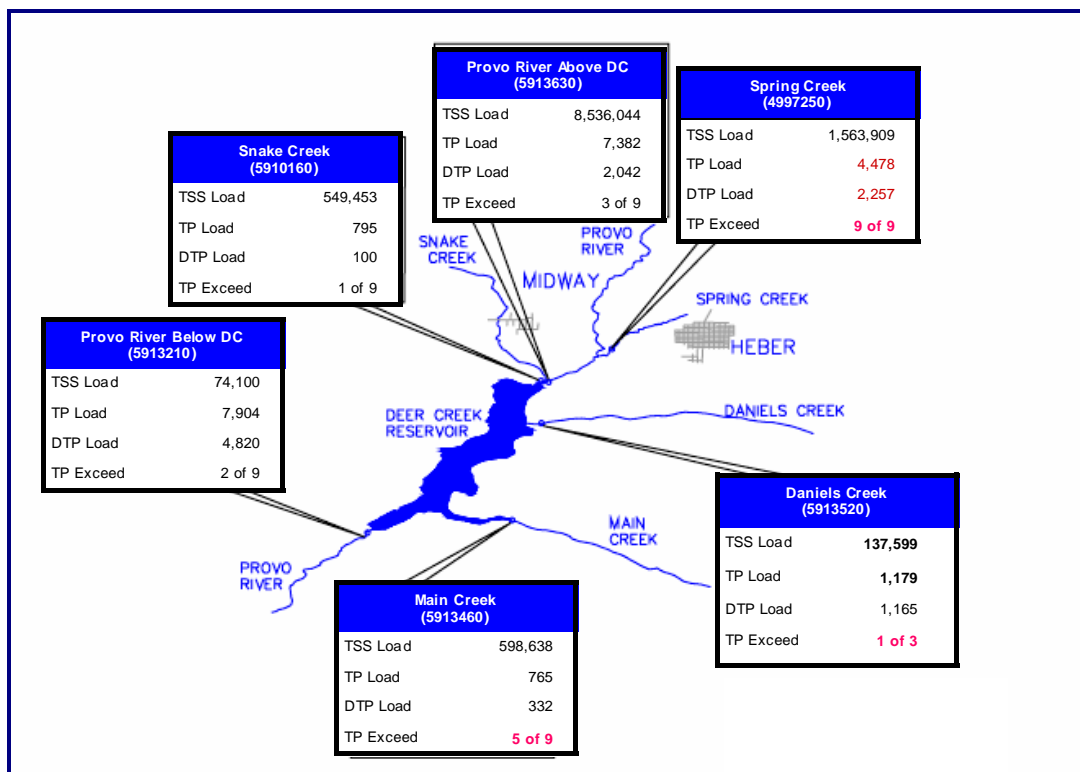 Provo River Above DC
(5913630)
TSS Load 8,536,044
TP Load 7,382
DTP Load 2,042
TP Exceed 3 of 9
Spring Creek
(4997250)
TSS Load 1,563,909
TP Load 4,478
DTP Load 2,257
TP Exceed 9 of 9
Snake Creek
(5910160)
TSS Load 549,453
TP Load 795
DTP Load 100
TP Exceed 1 of 9
SNAKE
CREEK
PROVO
RIVER
MIDWAY
SPRING CREEK
HEBER
Provo River Below DC
(5913210)
TSS Load 74,100
TP Load 7,904
DTP Load 4,820
TP Exceed 2 of 9
DEER CREEK
RESERVOIR
DANIELS CREEK
Daniels Creek
(5913520)
TSS Load 137,599
TP Load 1,179
DTP Load 1,165
TP Exceed 1 of 3
MAIN
CREEK
PROVO
RIVER
Main Creek
(5913460)
TSS Load 598,638
TP Load 765
DTP Load 332
TP Exceed 5 of 9